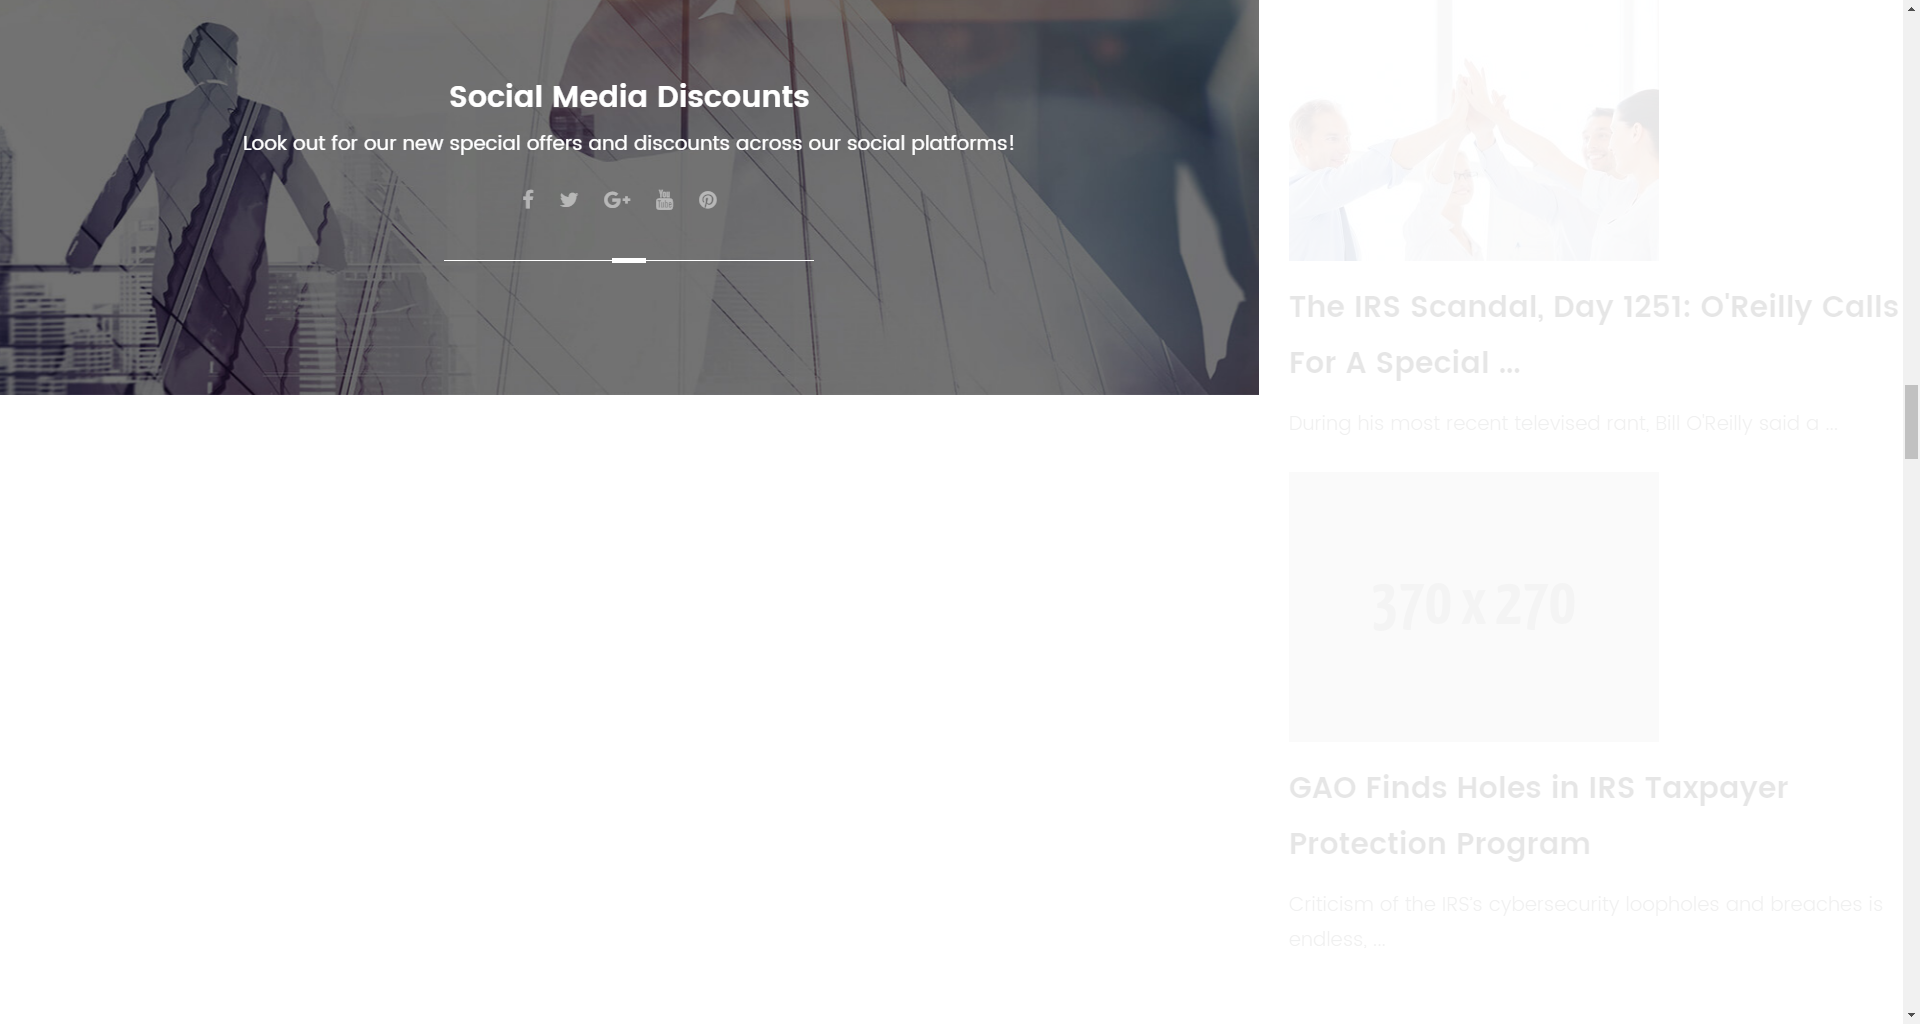 Social Media Discounts
Look out for our new special offers and discounts across our social platforms!
You
Tube
The IRS Scandal, Day 1251: O'Reilly Calls
For A Special ...
During his most recent televised rant, Bill O'Reilly said a ...
370 x 270
GAO Finds Holes in IRS Taxpayer
Protection Program
Criticism of the IRS's cybersecurity loopholes and breaches is
endless, ...